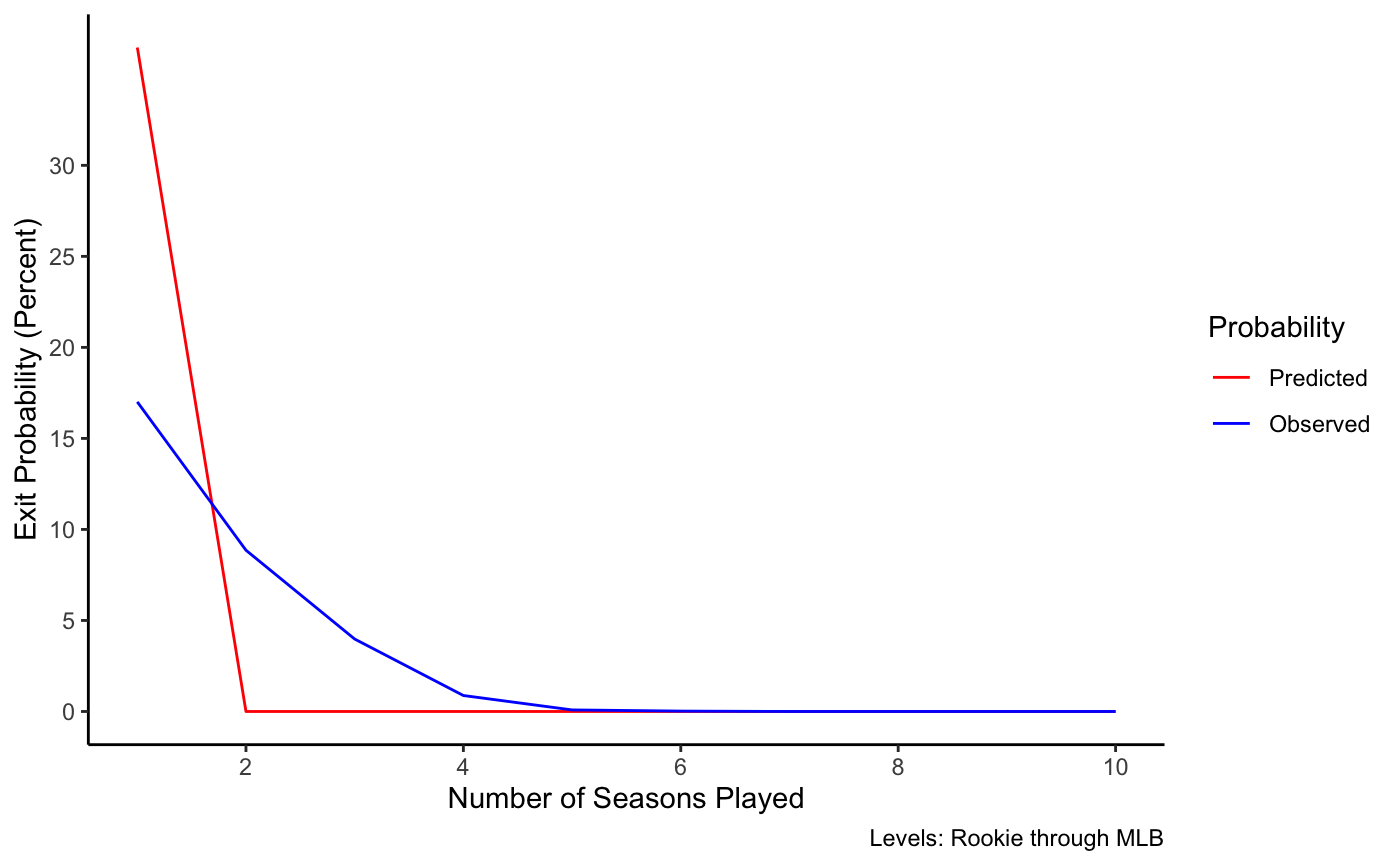 30
25
20
15
10
5
0
Exit Probability (Percent)
2 4 6 8 10
Number of Seasons Played
Levels: Rookie through MLB
Probability
Predicted
Observed